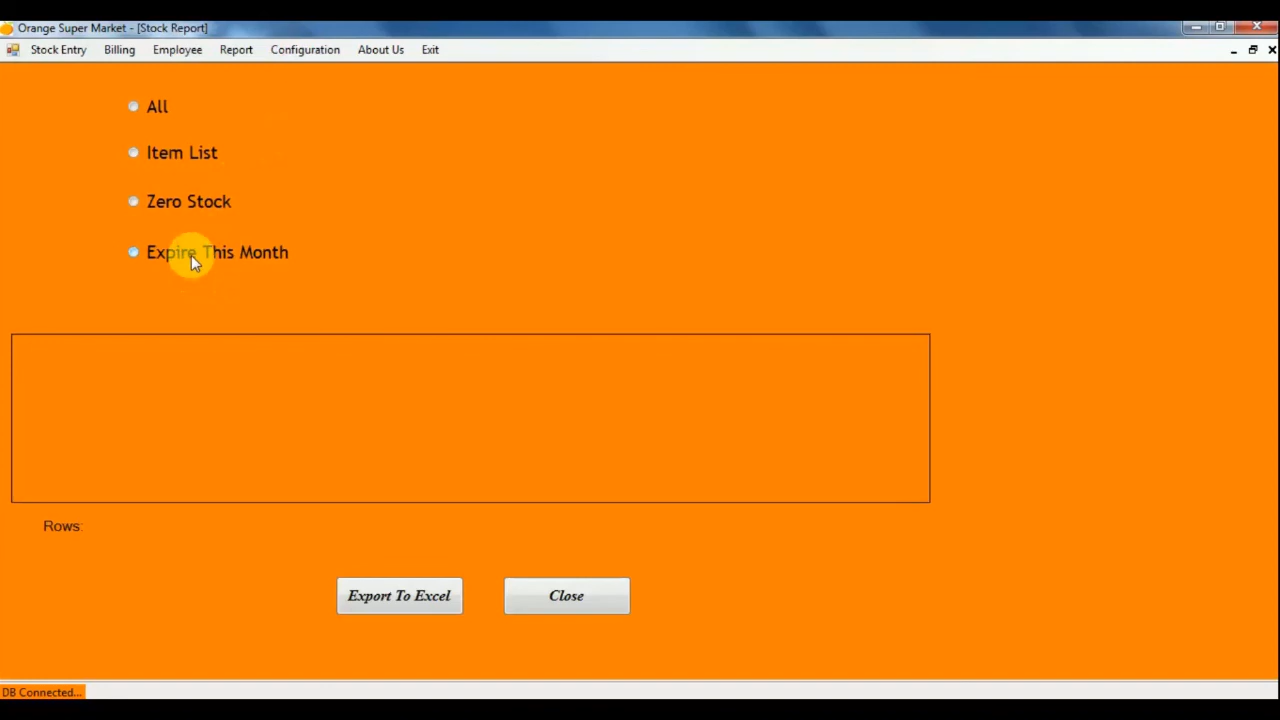 Orange Super Market - [Stock Report]
Stock Entry Billing Employee Report Configuration About Us Exit
All
Item List
Zero Stock
Expire This Month
Rows:
Export To Excel Close
DB Connected...